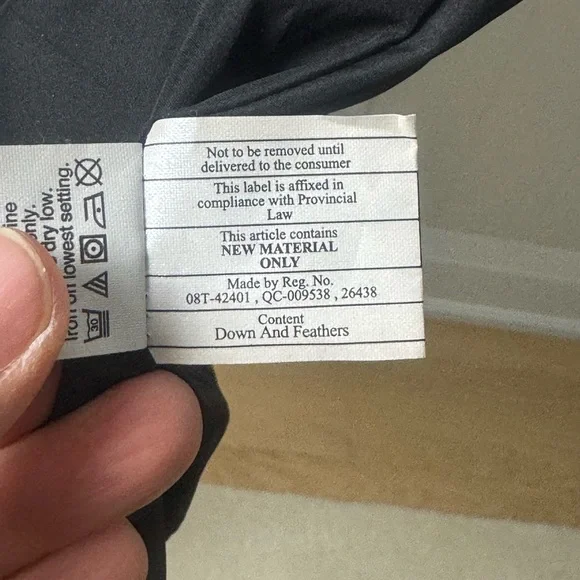 Not to be removed until
delivered to the consumer
This label is affixed in
compliance with Provincial
Law
This article contains
NEW MATERIAL
ONLY
Made by Reg. No.
08T-42401 , QC-009538 , 26438
Content
Down And Feathers
only.
dry low.
lowest setting.
30